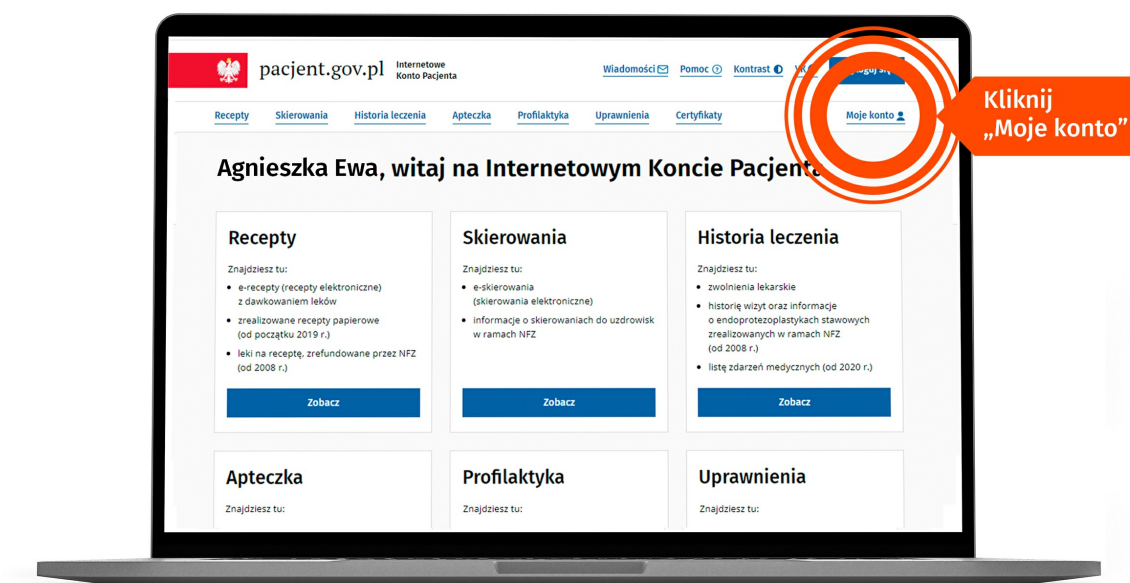 pacjent.gov.pl
Internetowe
Konto Pacjenta
Wiadomości
Pomoc
Kontrast
Recepty
Skierowania
Historia leczenia
Apteczka
Profilaktyka
Uprawnienia
Certyfikaty
Moje konto
Kliknij
„Moje konto”
Agnieszka Ewa, witaj na Internetowym Koncie Pacjenta
Recepty
Znajdziesz tu:
e-recepty (recepty elektroniczne)
z dawkowaniem leków
zrealizowane recepty papierowe
(od początku 2019 r.)
leki na receptę, zrefundowane przez NFZ
(od 2008 r.)
Zobacz
Skierowania
Znajdziesz tu:
e-skierowania
(skierowania elektroniczne)
informacje o skierowaniach do uzdrowisk
w ramach NFZ
Zobacz
Historia leczenia
Znajdziesz tu:
zwolnienia lekarskie
historię wizyt oraz informacje
o endoprotezoplastykach stawowych
zrealizowanych w ramach NFZ
(od 2008 r.)
listę zdarzeń medycznych (od 2020 r.)
Zobacz
Apteczka
Znajdziesz tu:
Profilaktyka
Znajdziesz tu:
Uprawnienia
Znajdziesz tu: